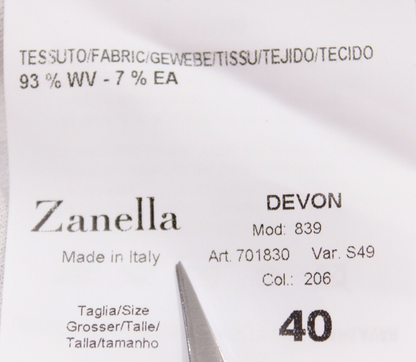 TESSUTO/FABRIC/GEWEBE/TISSU/TEJIDO/TECIDO
93 % WV - 7 % EA
Zanella
Made in Italy
DEVON
Mod: 839
Art. 701830 Var. S49
Col.: 206
Taglia/Size
Grosser/Talle/
Talla/tamanho
40